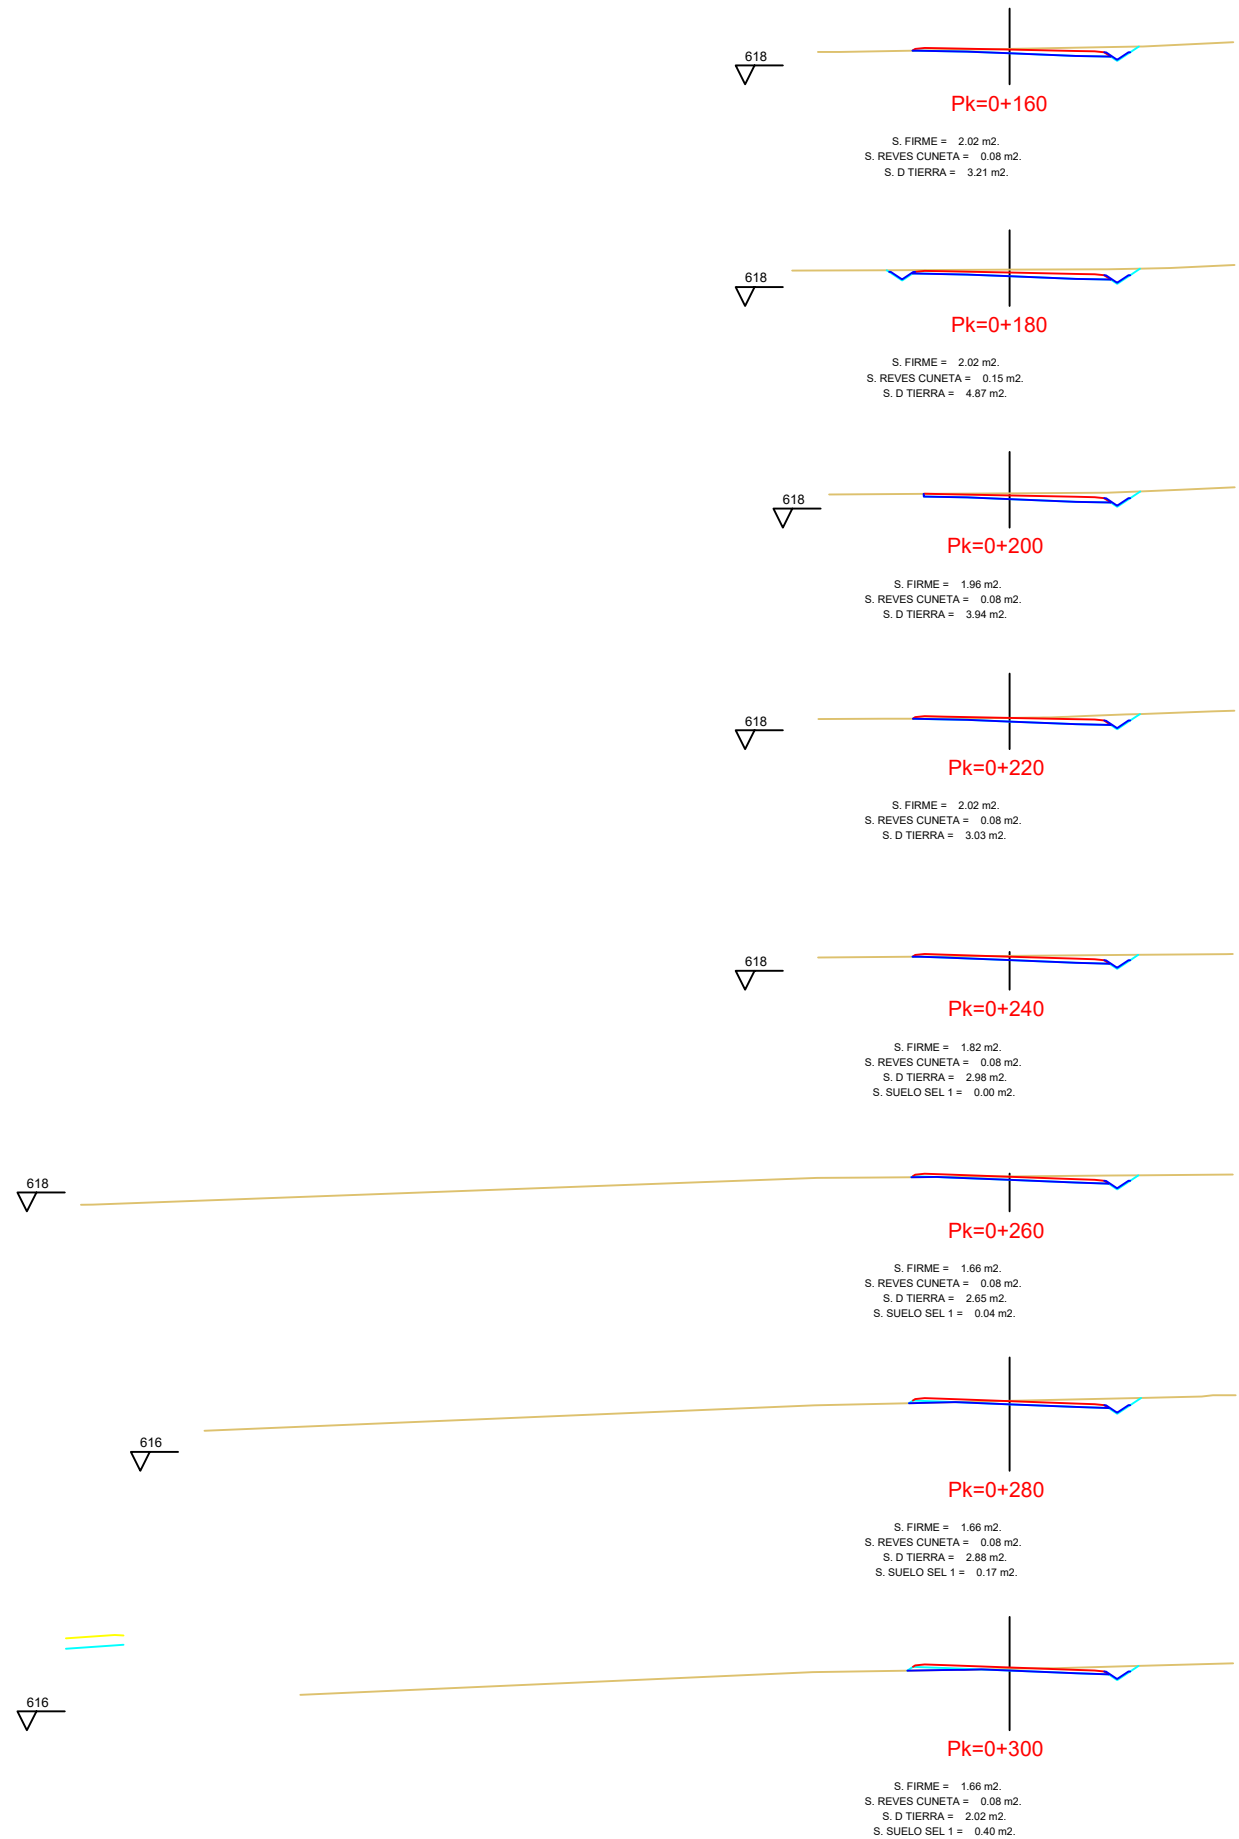 618
Pk=0+160
S. FIRME = 2.02 m2.
S. REVES CUNETA = 0.08 m2.
S. D TIERRA = 3.21 m2.
618
Pk=0+180
S. FIRME = 2.02 m2.
S. REVES CUNETA = 0.15 m2.
S. D TIERRA = 4.87 m2.
618
Pk=0+200
S. FIRME = 1.96 m2.
S. REVES CUNETA = 0.08 m2.
S. D TIERRA = 3.94 m2.
618
Pk=0+220
S. FIRME = 2.02 m2.
S. REVES CUNETA = 0.08 m2.
S. D TIERRA = 3.03 m2.
618
Pk=0+240
S. FIRME = 1.82 m2.
S. REVES CUNETA = 0.08 m2.
S. D TIERRA = 2.98 m2.
S. SUELO SEL 1 = 0.00 m2.
618
Pk=0+260
S. FIRME = 1.66 m2.
S. REVES CUNETA = 0.08 m2.
S. D TIERRA = 2.65 m2.
S. SUELO SEL 1 = 0.04 m2.
616
Pk=0+280
S. FIRME = 1.66 m2.
S. REVES CUNETA = 0.08 m2.
S. D TIERRA = 2.88 m2.
S. SUELO SEL 1 = 0.17 m2.
616
Pk=0+300
S. FIRME = 1.66 m2.
S. REVES CUNETA = 0.08 m2.
S. D TIERRA = 2.02 m2.
S. SUELO SEL 1 = 0.40 m2.